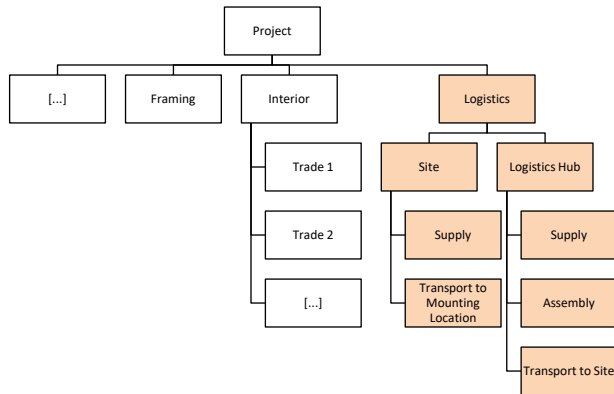 Project
[...]
Framing
Interior
Logistics
Trade 1
Trade 2
[...]
Site
Logistics Hub
Supply
Transport to
Mounting
Location
Supply
Assembly
Transport to Site